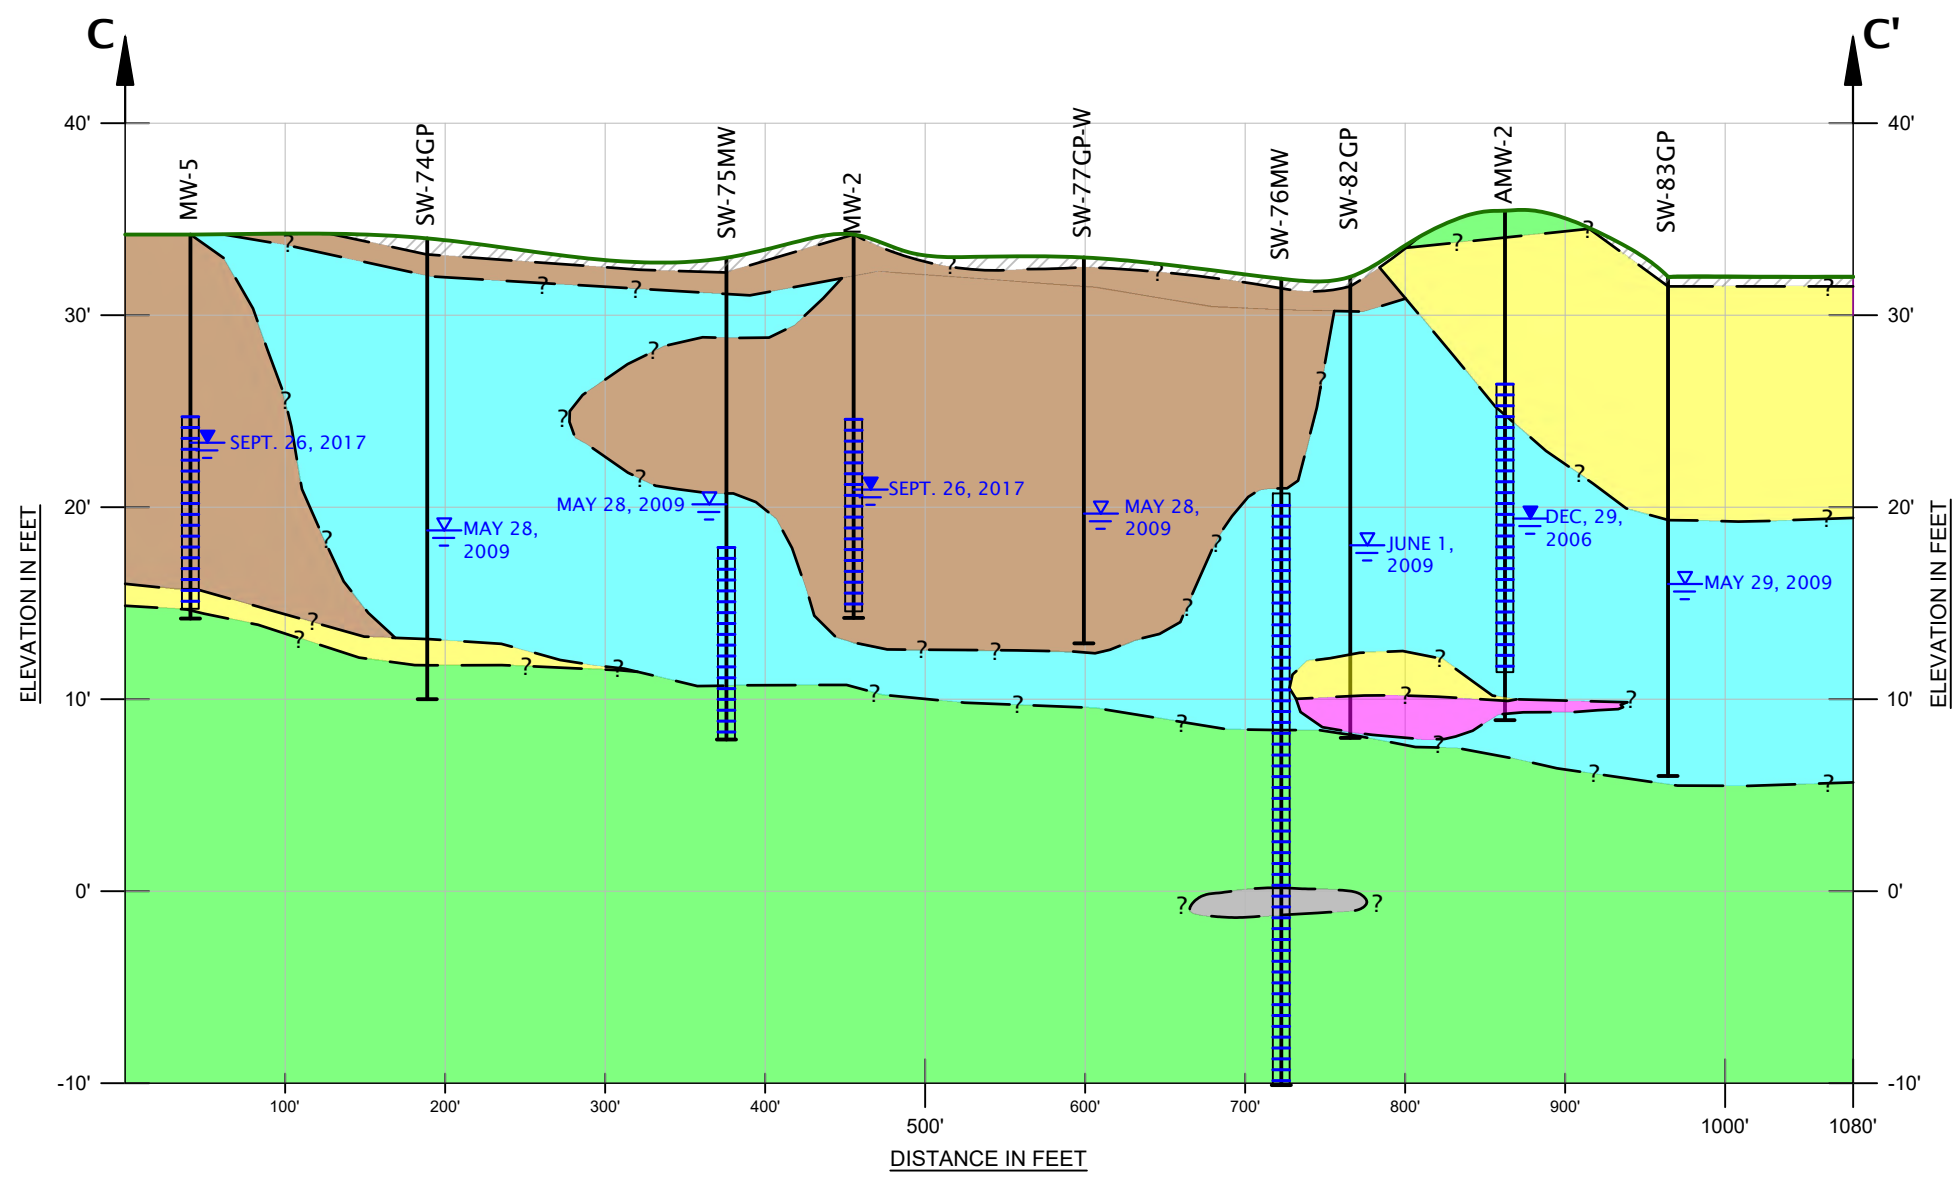 C
C'
40'
40'
MW-5
SW-74GP
SW-75MW
MW-2
SW-77GP-W
SW-76MW
SW-82GP
AMW-2
SW-83GP
?
?
?
?
?
?
?
?
?
30'
30'
?
?
?
?
?
SEPT. 26, 2017
?
?
SEPT. 26, 2017
MAY 28, 2009
MAY 28,
2009
20'
20'
DEC, 29,
2006
?
MAY 28,
2009
?
?
JUNE 1,
2009
MAY 29, 2009
ELEVATION IN FEET
ELEVATION IN FEET
?
?
?
?
?
?
?
?
?
10'
10'
?
?
?
?
?
?
?
?
0'
0'
?
?
-10'
-10'
100'
200'
300'
400'
500'
600'
700'
800'
900'
1000'
1080'
DISTANCE IN FEET